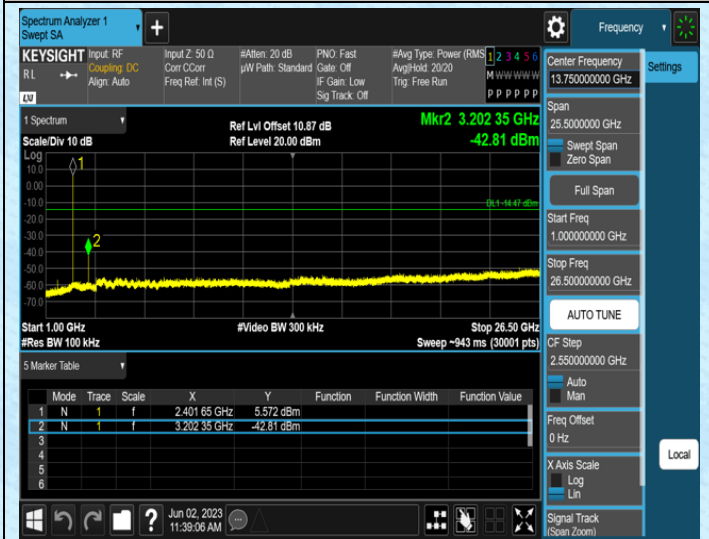 Spectrum Analyzer 1
Swept SA
+
Frequency
KEYSIGHT
RL
LXI
Input: RF
Coupling: DC
Align: Auto
Input Z: 50 Ω
Corr CCorr
Freq Ref: Int (S)
#Atten: 20 dB
µW Path: Standard
PNO: Fast
Gate: Off
IF Gain: Low
Sig Track: Off
#Avg Type: Power (RMS
Avg|Hold: 20/20
Trig: Free Run
1 2 3 4 5 6
M W W W W W
P P P P P P
1 Spectrum
Scale/Div 10 dB
Ref Lvl Offset 10.87 dB
Ref Level 20.00 dBm
Mkr2 3.202 35 GHz
-42.81 dBm
Log
10.0
0.00
-10.0
-20.0
-30.0
-40.0
-50.0
-60.0
-70.0
1
2
DL1 -14.47 dBm
Start 1.00 GHz
#Res BW 100 kHz
#Video BW 300 kHz
Stop 26.50 GHz
Sweep ~943 ms (30001 pts)
5 Marker Table
Mode Trace Scale X Y Function Function Width Function Value
1 N 1 f 2.401 65 GHz 5.572 dBm
2 N 1 f 3.202 35 GHz -42.81 dBm
3
4
5
6
?
Jun 02, 2023
11:39:06 AM
Center Frequency
13.750000000 GHz
Span
25.5000000 GHz
Swept Span
Zero Span
Full Span
Start Freq
1.000000000 GHz
Stop Freq
26.500000000 GHz
AUTO TUNE
CF Step
2.550000000 GHz
Auto
Man
Freq Offset
0 Hz
X Axis Scale
Log
Lin
Signal Track
(Span Zoom)
Settings
Local